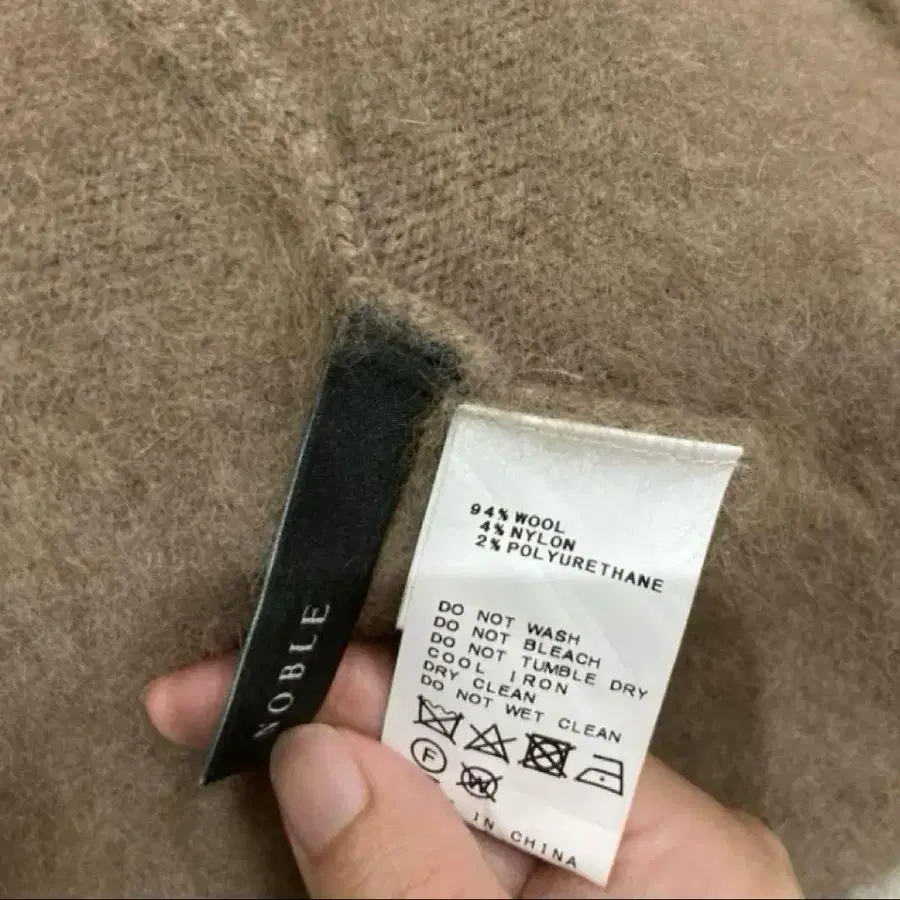 NOBLE
94% WOOL
4% NYLON
2% POLYURETHANE
DO NOT WASH
DO NOT BLEACH
DO NOT TUMBLE DRY
COOL IRON
DRY CLEAN
DO NOT WET CLEAN
F
W
IN CHINA